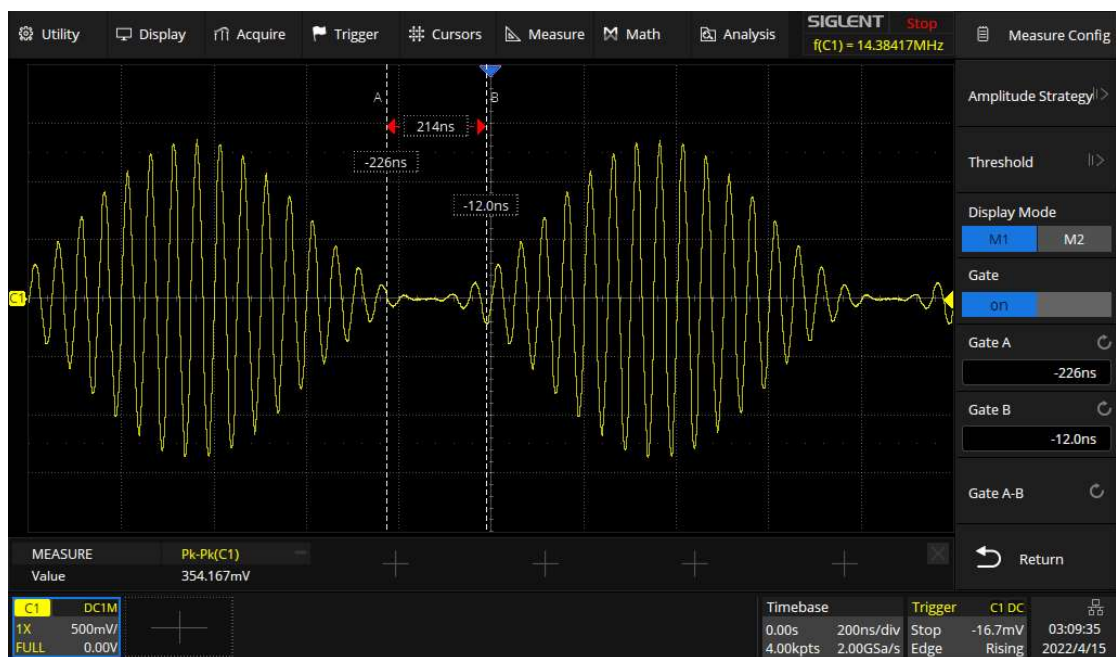 Utility Display Acquire Trigger Cursors Measure Math Analysis SIGLENT Stop
f(C1) = 14.38417MHz
Measure Config
A B
214ns
-226ns
-12.0ns
C1
Amplitude Strategy
Threshold
Display Mode
M1 M2
Gate
on
Gate A
-226ns
Gate B
-12.0ns
Gate A-B
Return
MEASURE Pk-Pk(C1)
Value 354.167mV
C1 DC1M
1X 500mV/
FULL 0.00V
Timebase
0.00s 200ns/div
4.00kpts 2.00GSa/s
Trigger C1 DC
Stop -16.7mV
Edge Rising
03:09:35
2022/4/15